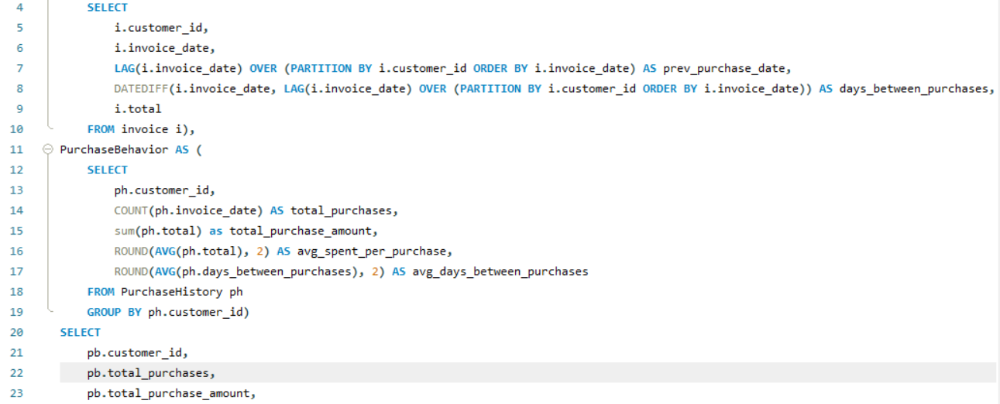 4 SELECT
5 i.customer_id,
6 i.invoice_date,
7 LAG(i.invoice_date) OVER (PARTITION BY i.customer_id ORDER BY i.invoice_date) AS prev_purchase_date,
8 DATEDIFF(i.invoice_date, LAG(i.invoice_date) OVER (PARTITION BY i.customer_id ORDER BY i.invoice_date)) AS days_between_purchases,
9 i.total
10 FROM invoice i),
11 PurchaseBehavior AS (
12 SELECT
13 ph.customer_id,
14 COUNT(ph.invoice_date) AS total_purchases,
15 sum(ph.total) as total_purchase_amount,
16 ROUND(AVG(ph.total), 2) AS avg_spent_per_purchase,
17 ROUND(AVG(ph.days_between_purchases), 2) AS avg_days_between_purchases
18 FROM PurchaseHistory ph
19 GROUP BY ph.customer_id)
20 SELECT
21 pb.customer_id,
22 pb.total_purchases,
23 pb.total_purchase_amount,